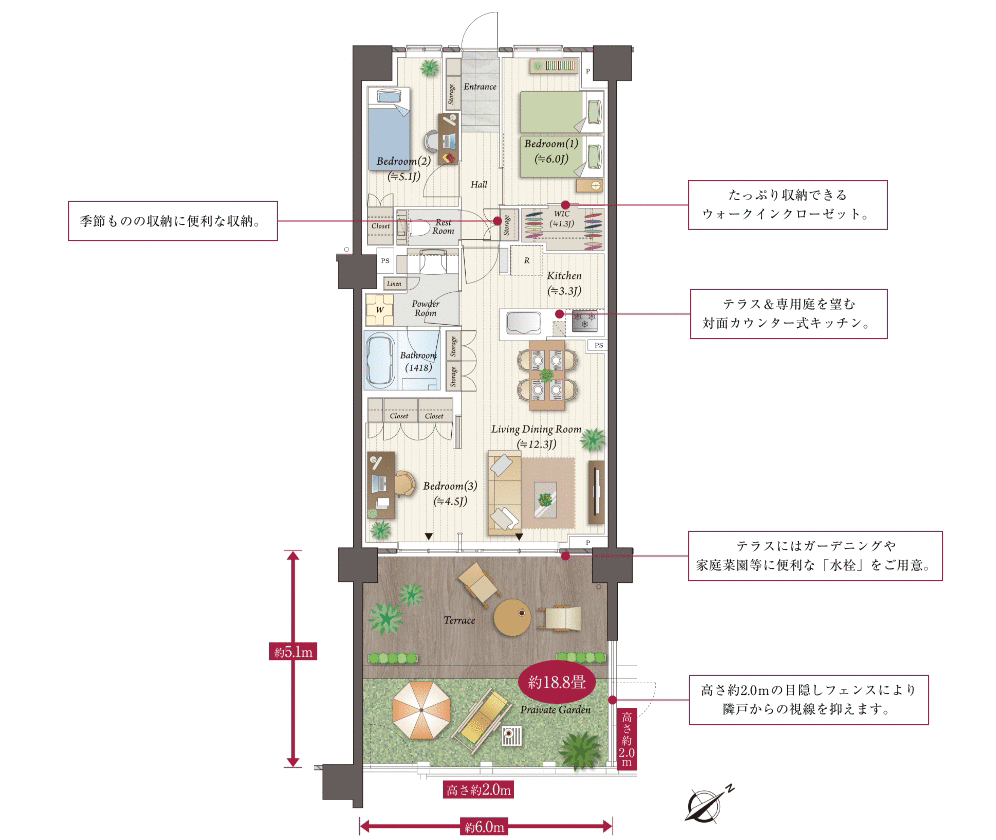 P
Entrance
Storage
Bedroom(1)
(≒6.0J)
Bedroom(2)
(≒5.1J)
Hall
たっぷり収納できる
ウォークインクローゼット。
季節ものの収納に便利な収納。
Closet
Rest
Room
Storage
WIC
(≒1.3J)
PS
R
Kitchen
(≒3.3J)
Linen
W
Powder
Room
テラス＆専用庭を望む
対面カウンター式キッチン。
PS
Bathroom
(1418)
Storage
Storage
Closet
Closet
Living Dining Room
(≒12.3J)
Bedroom(3)
(≒4.5J)
P
テラスにはガーデニングや
家庭菜園等に便利な「水栓」をご用意。
Terrace
約5.1m
約18.8畳
Praivate Garden
高さ約2.0mの目隠しフェンスにより
隣戸からの視線を抑えます。
高さ約2.0m
高さ約2.0m
約6.0m
N